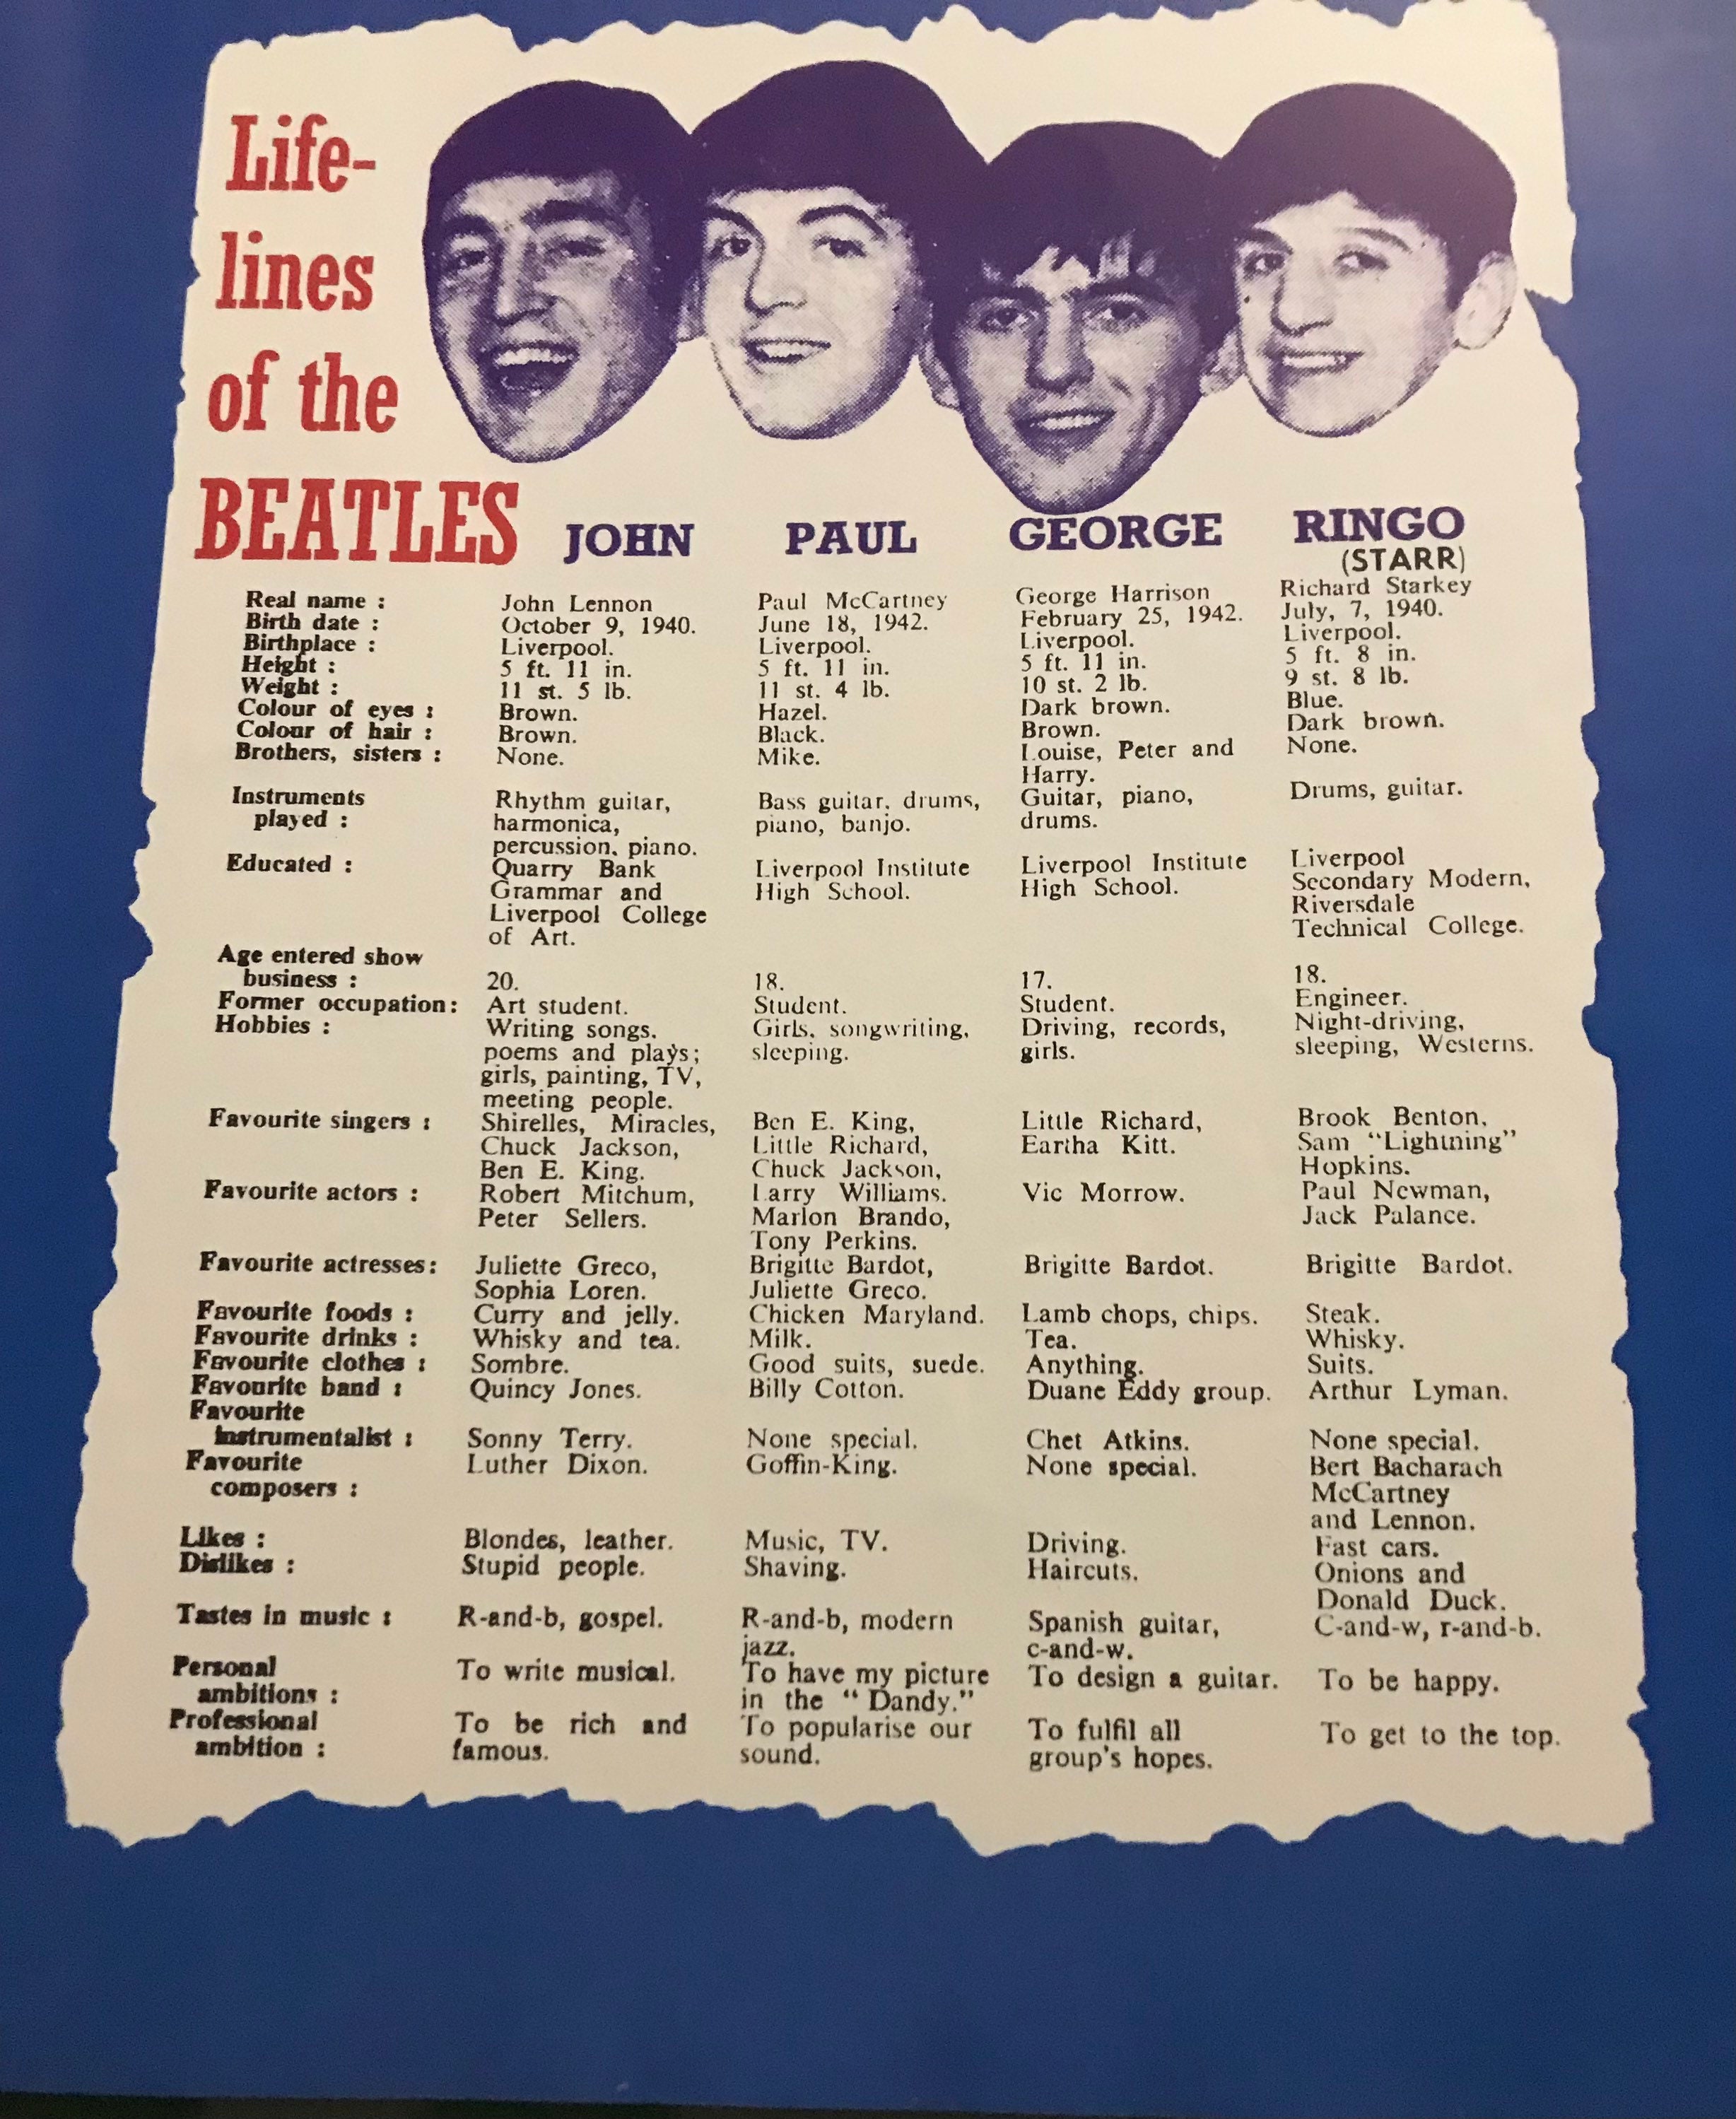 Life-
lines
of the
BEATLES
JOHN PAUL GEORGE RINGO
(STARR)
Real name : John Lennon Paul McCartney George Harrison Richard Starkey
Birth date : October 9, 1940. June 18, 1942. February 25, 1942. July, 7, 1940.
Birthplace : Liverpool. Liverpool. Liverpool. Liverpool.
Height : 5 ft. 11 in. 5 ft. 11 in. 5 ft. 11 in. 5 ft. 8 in.
Weight : 11 st. 5 lb. 11 st. 4 lb. 10 st. 2 lb. 9 st. 8 lb.
Colour of eyes : Brown. Hazel. Dark brown. Blue.
Colour of hair : Brown. Black. Brown. Dark brown.
Brothers, sisters : None. Mike. Louise, Peter and None.
Harry.
Instruments Rhythm guitar, Bass guitar, drums, Guitar, piano, Drums, guitar.
played : harmonica, piano, banjo. drums.
percussion, piano.
Educated : Quarry Bank Liverpool Institute Liverpool Institute Liverpool
Grammar and High School. High School. Secondary Modern,
Liverpool College Riversdale
of Art. Technical College.
Age entered show
business : 20. 18. 17. 18.
Former occupation: Art student. Student. Student. Engineer.
Hobbies : Writing songs, Girls, songwriting, Driving, records, Night-driving,
poems and plays; sleeping. girls. sleeping, Westerns.
girls, painting, TV,
meeting people.
Favourite singers : Shirelles, Miracles, Ben E. King, Little Richard, Brook Benton,
Chuck Jackson, Little Richard, Eartha Kitt. Sam "Lightning"
Ben E. King. Chuck Jackson, Hopkins.
Favourite actors : Robert Mitchum, Larry Williams. Vic Morrow. Paul Newman,
Peter Sellers. Marlon Brando, Jack Palance.
Tony Perkins.
Favourite actresses: Juliette Greco, Brigitte Bardot, Brigitte Bardot. Brigitte Bardot.
Sophia Loren. Juliette Greco.
Favourite foods : Curry and jelly. Chicken Maryland. Lamb chops, chips. Steak.
Favourite drinks : Whisky and tea. Milk. Tea. Whisky.
Favourite clothes : Sombre. Good suits, suede. Anything. Suits.
Favourite band : Quincy Jones. Billy Cotton. Duane Eddy group. Arthur Lyman.
Favourite
instrumentalist : Sonny Terry. None special. Chet Atkins. None special.
Favourite Luther Dixon. Goffin-King. None special. Bert Bacharach
composers : McCartney
and Lennon.
Likes : Blondes, leather. Music, TV. Driving. Fast cars.
Dislikes : Stupid people. Shaving. Haircuts. Onions and
Donald Duck.
Tastes in music : R-and-b, gospel. R-and-b, modern Spanish guitar, C-and-w, r-and-b.
jazz. c-and-w.
Personal To write musical. To have my picture To design a guitar. To be happy.
ambitions : in the "Dandy."
Professional To be rich and To popularise our To fulfil all To get to the top.
ambition : famous. sound. group's hopes.